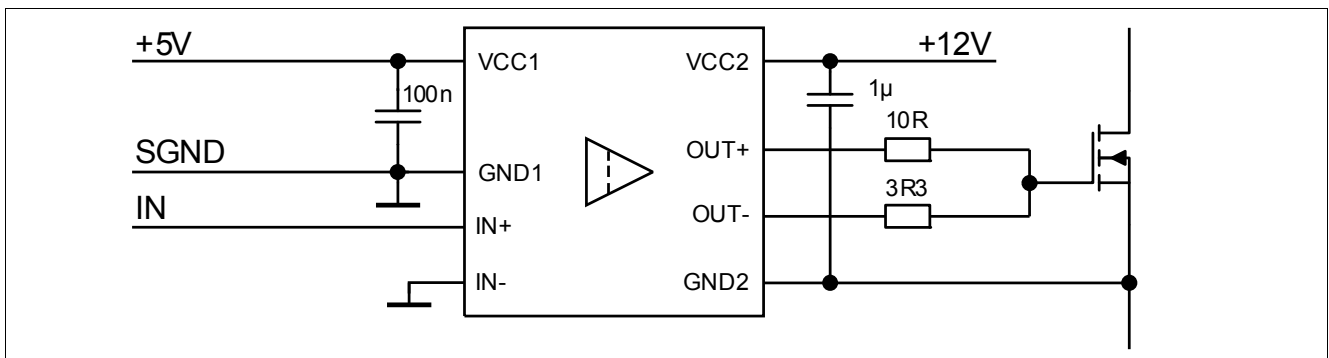 +5V
100n
SGND
IN
VCC1
GND1
IN+
IN-
VCC2
OUT+
OUT-
GND2
+12V
1µ
10R
3R3